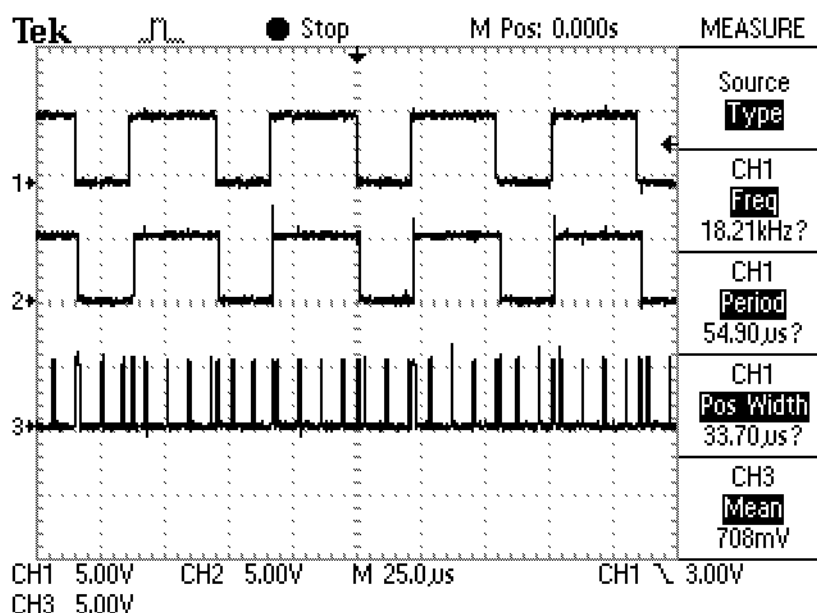 Tek Stop M Pos: 0.000s MEASURE
Source
Type
CH1
Freq
18.21kHz?
CH1
Period
54.90µs?
CH1
Pos Width
33.70µs?
CH3
Mean
708mV
1
2
3
CH1 5.00V CH2 5.00V M 25.0µs CH1 3.00V
CH3 5.00V